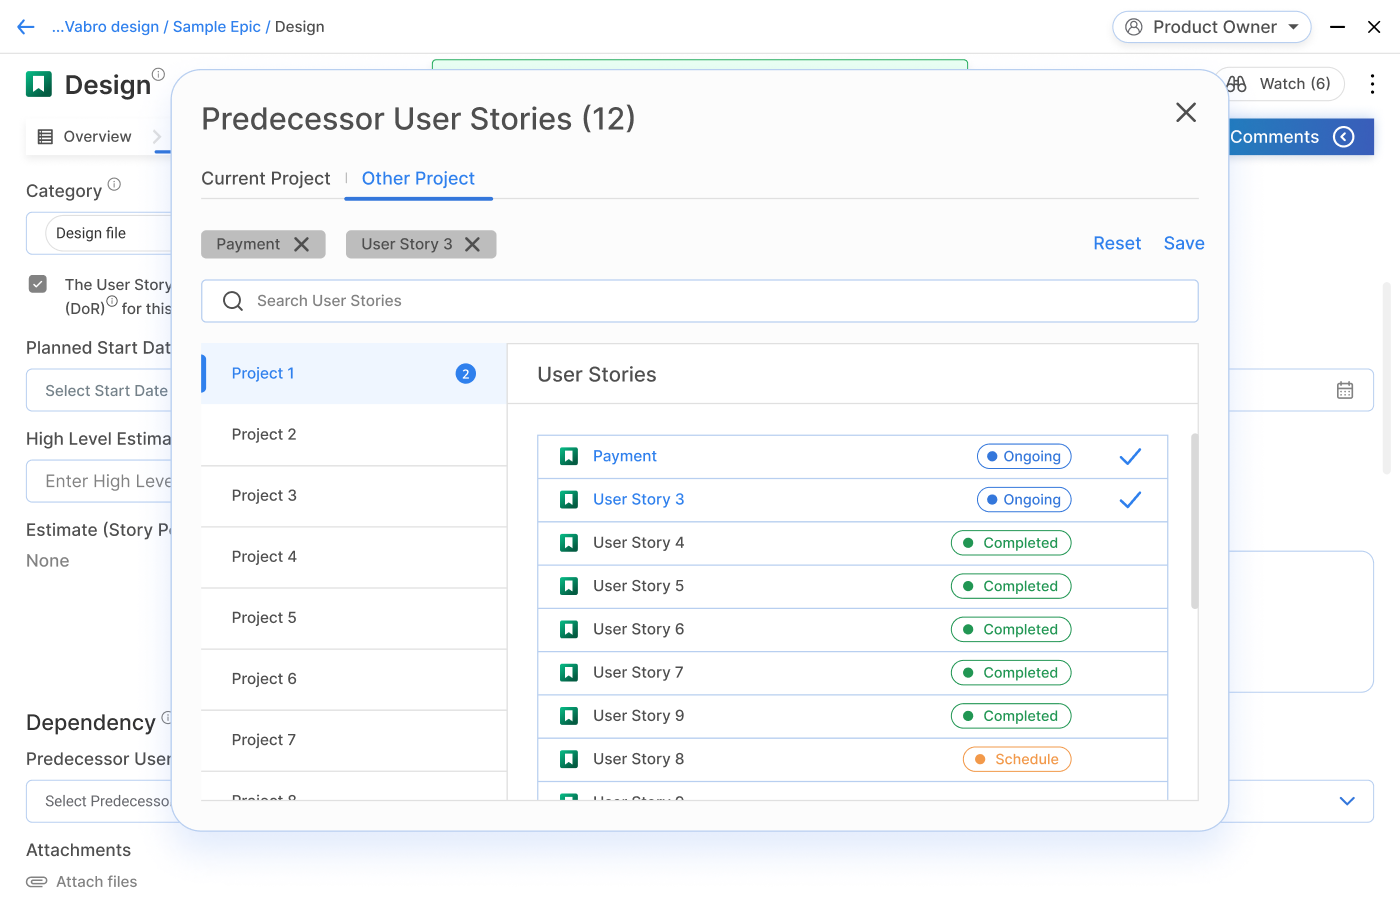 ...Vabro design / Sample Epic / Design
Product Owner
Design
Watch (6)
Overview
Comments
Category
Design file
The User Story
(DoR) for this
Planned Start Dat
Select Start Date
High Level Estima
Enter High Leve
Estimate (Story P
None
Dependency
Predecessor User
Select Predecesso
Attachments
Attach files
Predecessor User Stories (12)
Current Project
Other Project
Payment
User Story 3
Reset
Save
Search User Stories
Project 1
2
Project 2
Project 3
Project 4
Project 5
Project 6
Project 7
Project 8
User Stories
Payment
Ongoing
User Story 3
Ongoing
User Story 4
Completed
User Story 5
Completed
User Story 6
Completed
User Story 7
Completed
User Story 9
Completed
User Story 8
Schedule
User Story 9